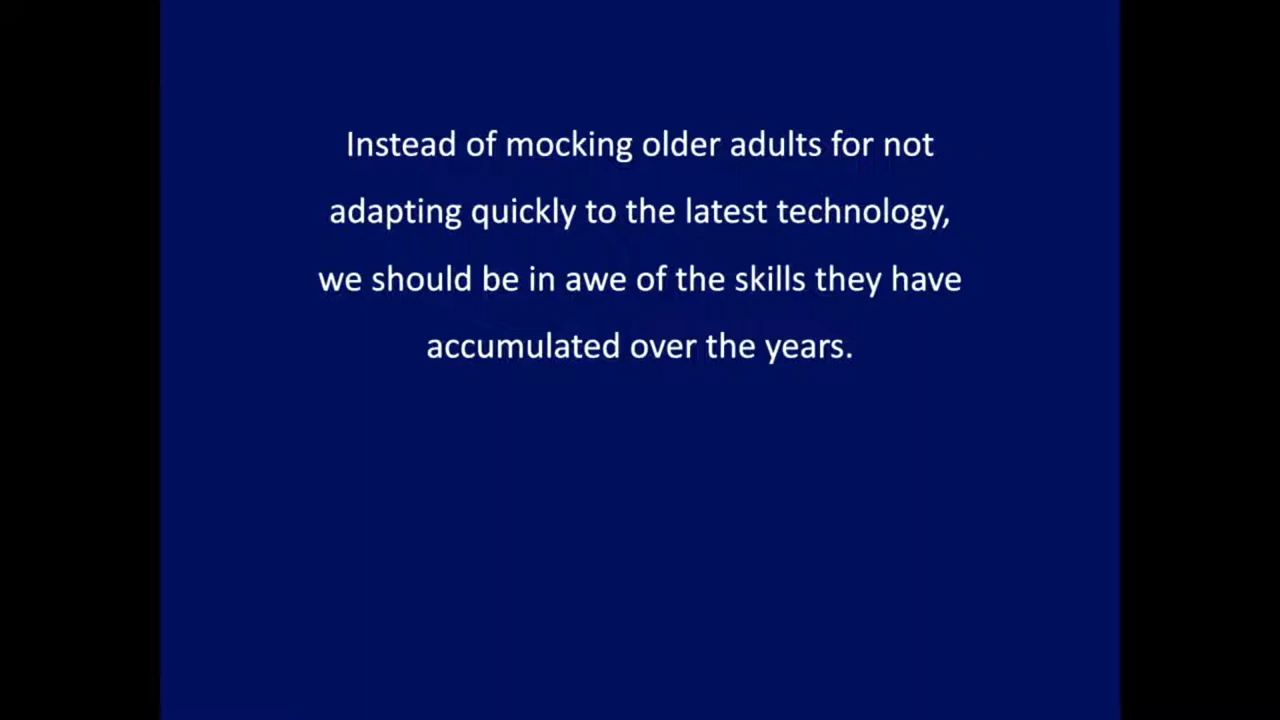 Instead of mocking older adults for not
adapting quickly to the latest technology,
we should be in awe of the skills they have
accumulated over the years.